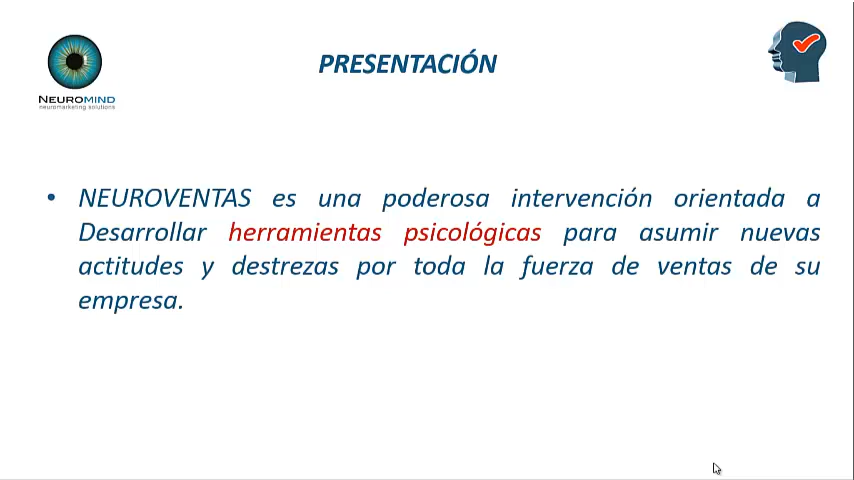 PRESENTACIÓN
NEUROMIND
neuromarketing solutions
• NEUROVENTAS es una poderosa intervención orientada a
Desarrollar herramientas psicológicas para asumir nuevas
actitudes y destrezas por toda la fuerza de ventas de su
empresa.